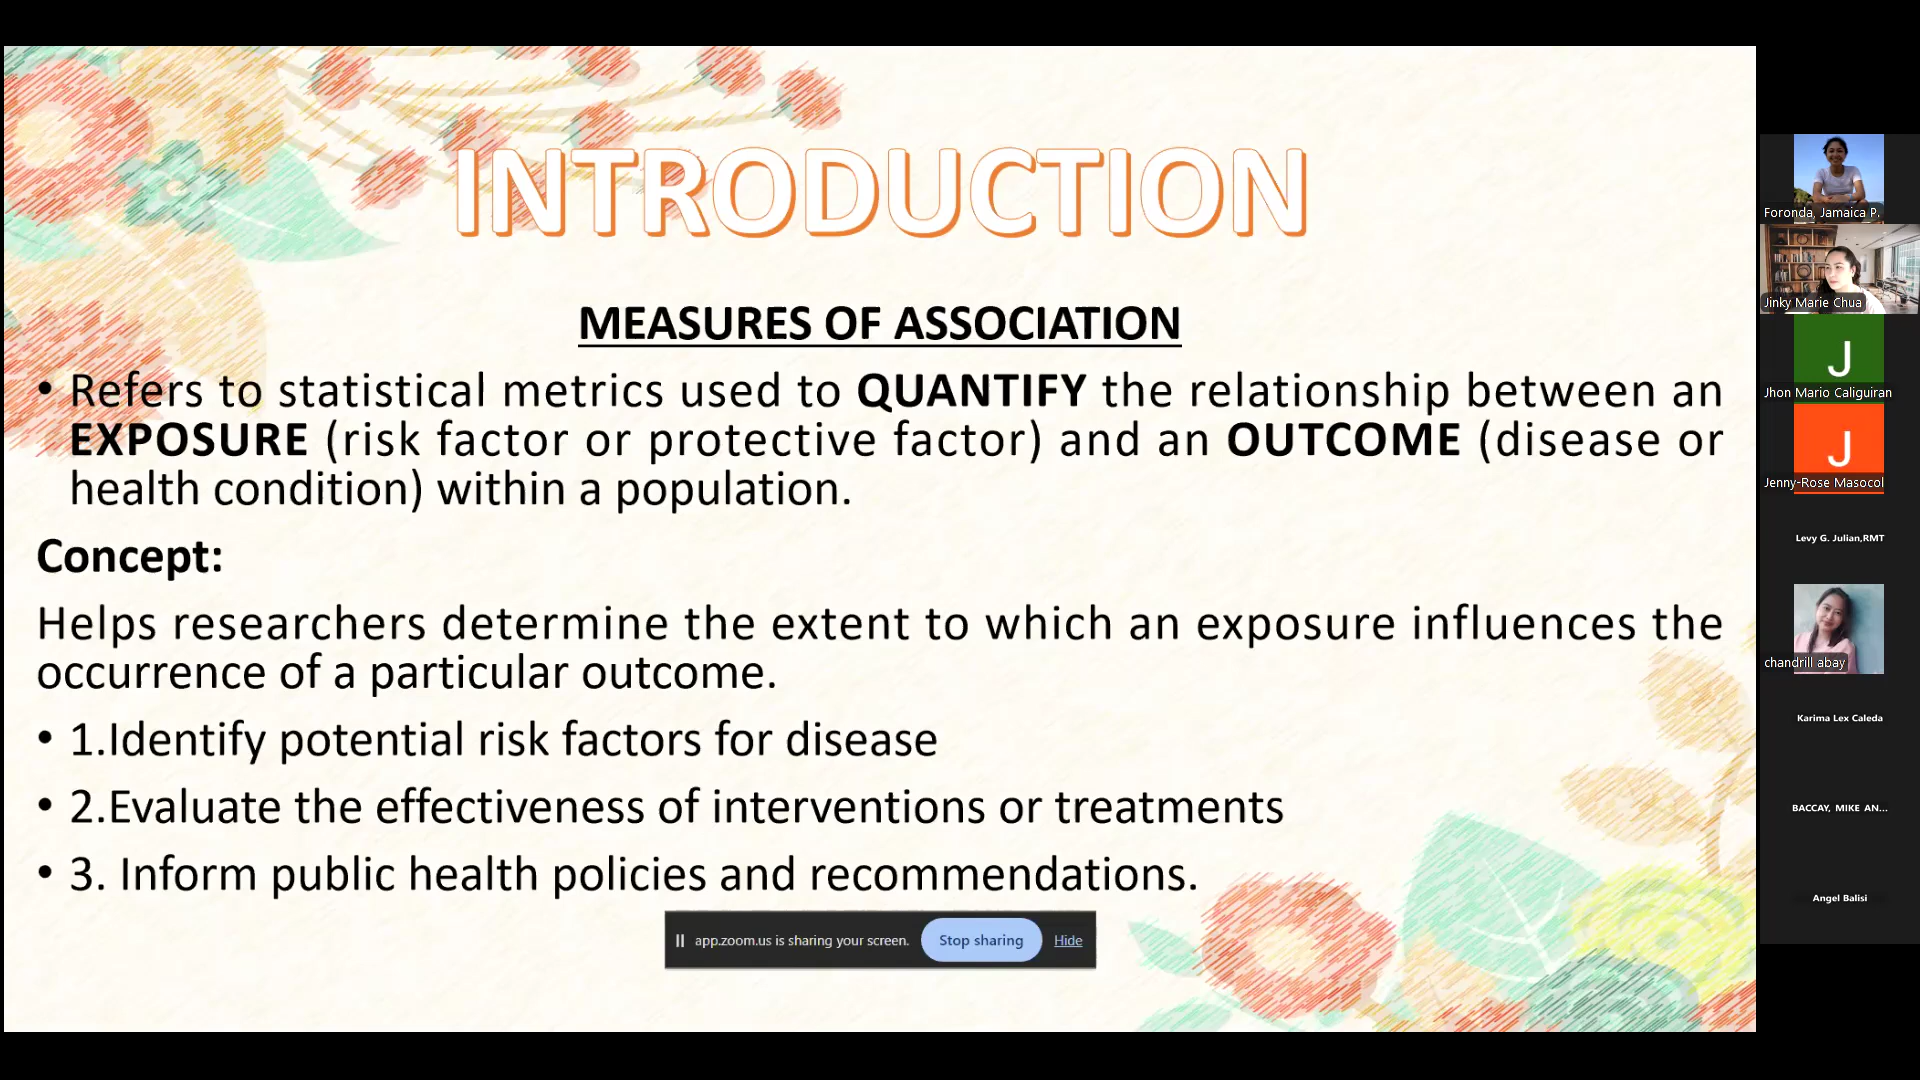 INTRODUCTION
MEASURES OF ASSOCIATION
• Refers to statistical metrics used to QUANTIFY the relationship between an
EXPOSURE (risk factor or protective factor) and an OUTCOME (disease or
health condition) within a population.
Concept:
Helps researchers determine the extent to which an exposure influences the
occurrence of a particular outcome.
• 1.Identify potential risk factors for disease
• 2.Evaluate the effectiveness of interventions or treatments
• 3. Inform public health policies and recommendations.
app.zoom.us is sharing your screen. Stop sharing Hide
Foronda, Jamaica P.
Jinky Marie Chua
J
Jhon Mario Caliguiran
J
Jenny-Rose Masocol
Levy G. Julian,RMT
chandrill abay
Karima Lex Caleda
BACCAY, MIKE AN...
Angel Balisi